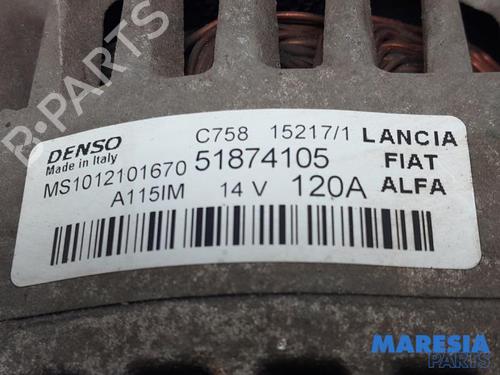 B-PARTS
DENSO
Made in Italy
C758 15217/1
LANCIA
MS1012101670 51874105
FIAT
A115IM 14 V 120A
ALFA
MARESIA
PARTS